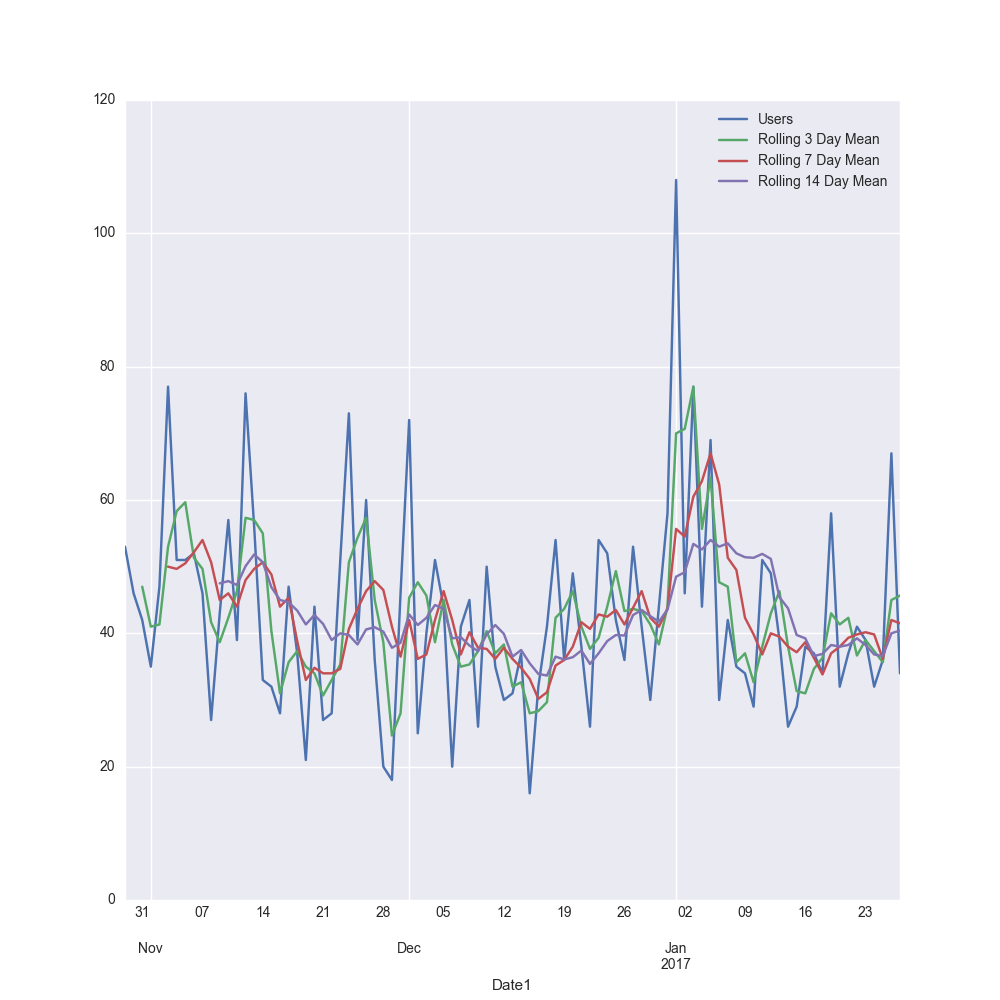 120
100
80
60
40
20
0
Users
Rolling 3 Day Mean
Rolling 7 Day Mean
Rolling 14 Day Mean
31 07 14 21 28 05 12 19 26 02 09 16 23
Nov Dec Jan
2017
Date1